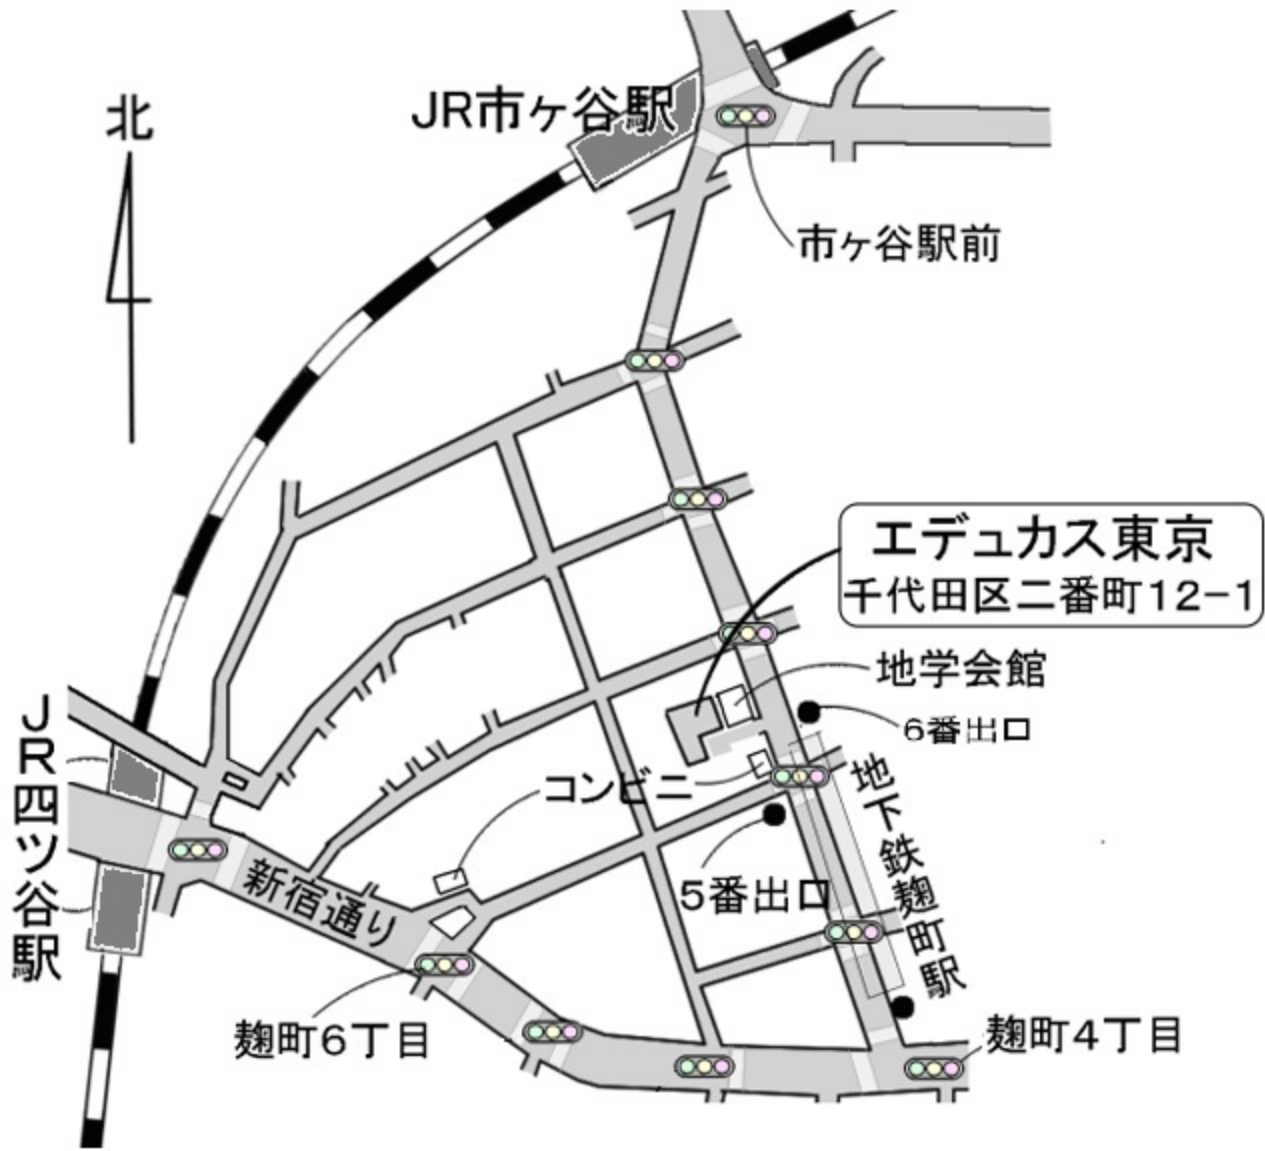 北
JR市ヶ谷駅
市ヶ谷駅前
エデュカス東京
千代田区二番町12-1
地学会館
6番出口
JR四ツ谷駅
コンビニ
地下鉄麹町駅
5番出口
新宿通り
麹町6丁目
麹町4丁目